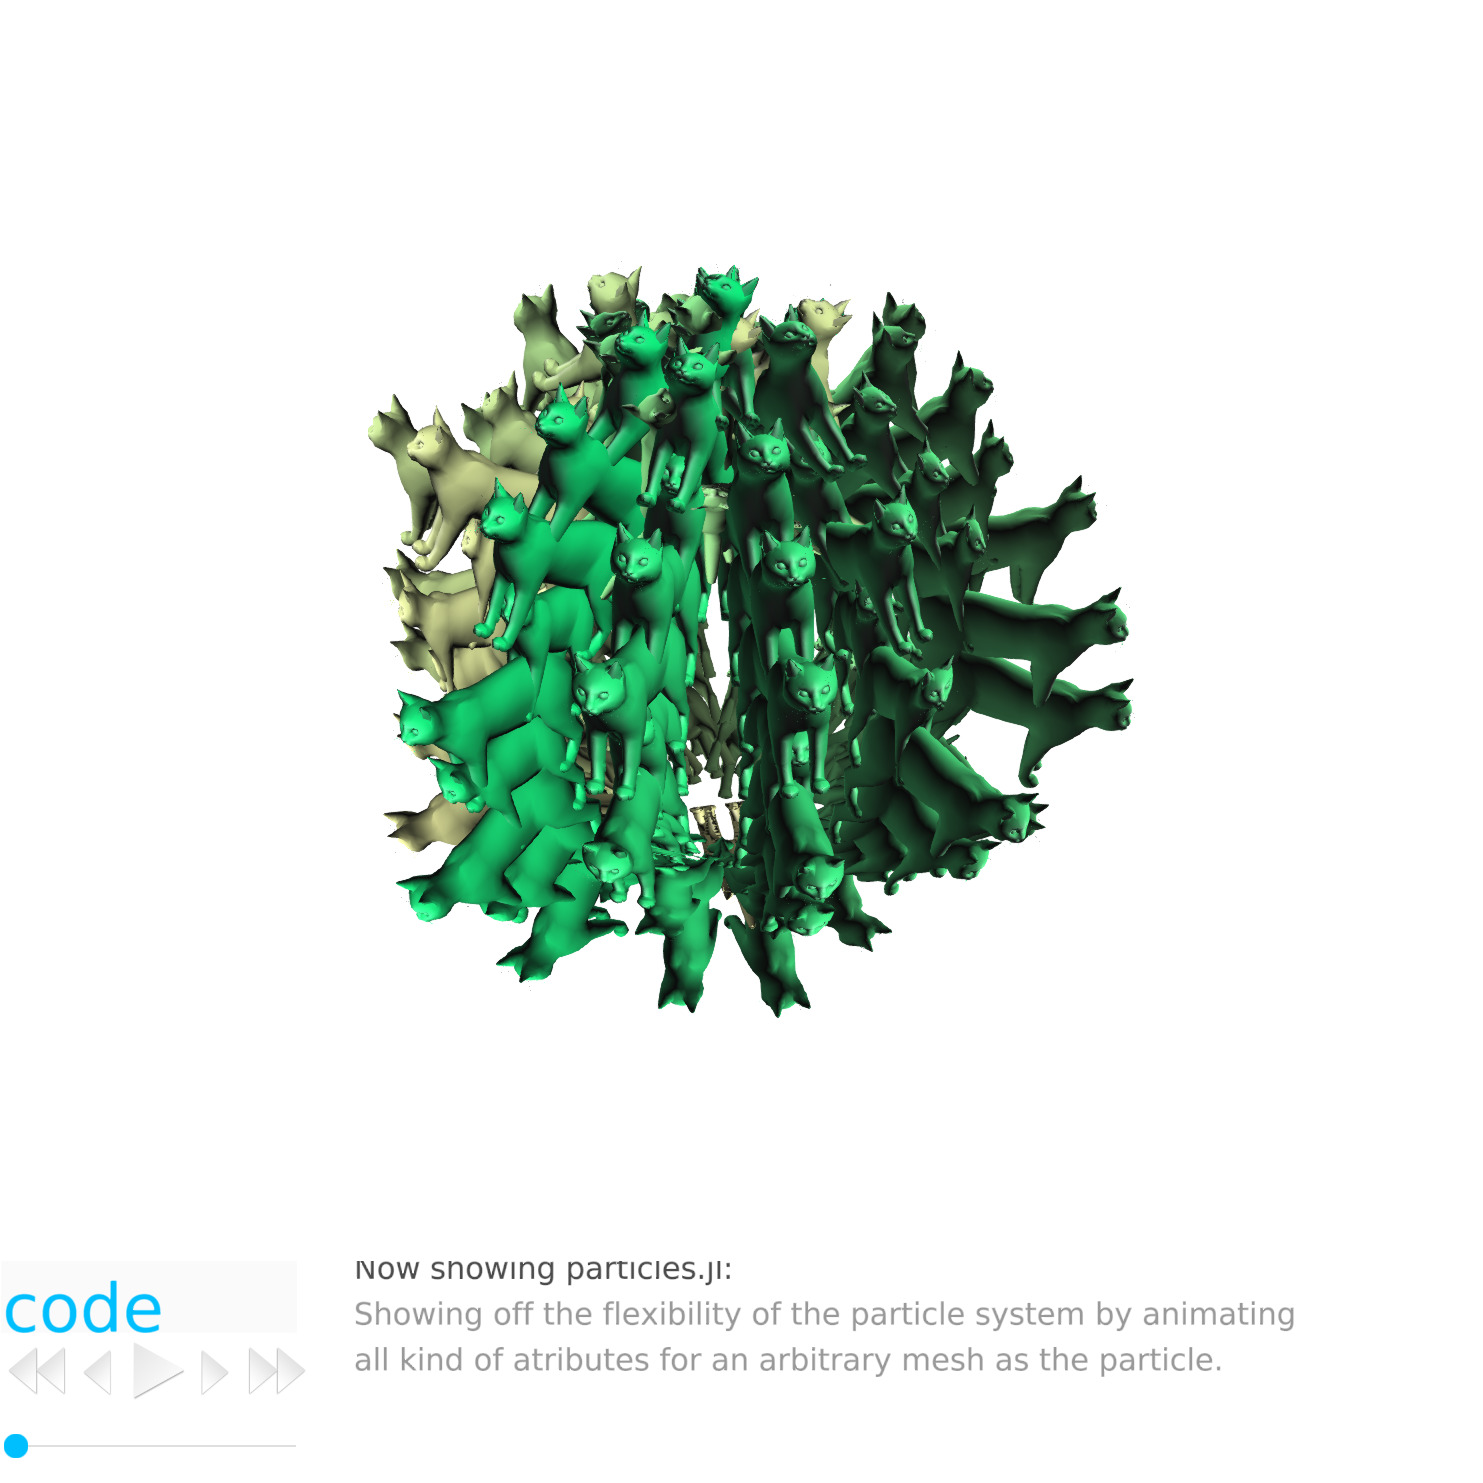 Now showing particles.jl:
code
Showing off the flexibility of the particle system by animating
all kind of atributes for an arbitrary mesh as the particle.